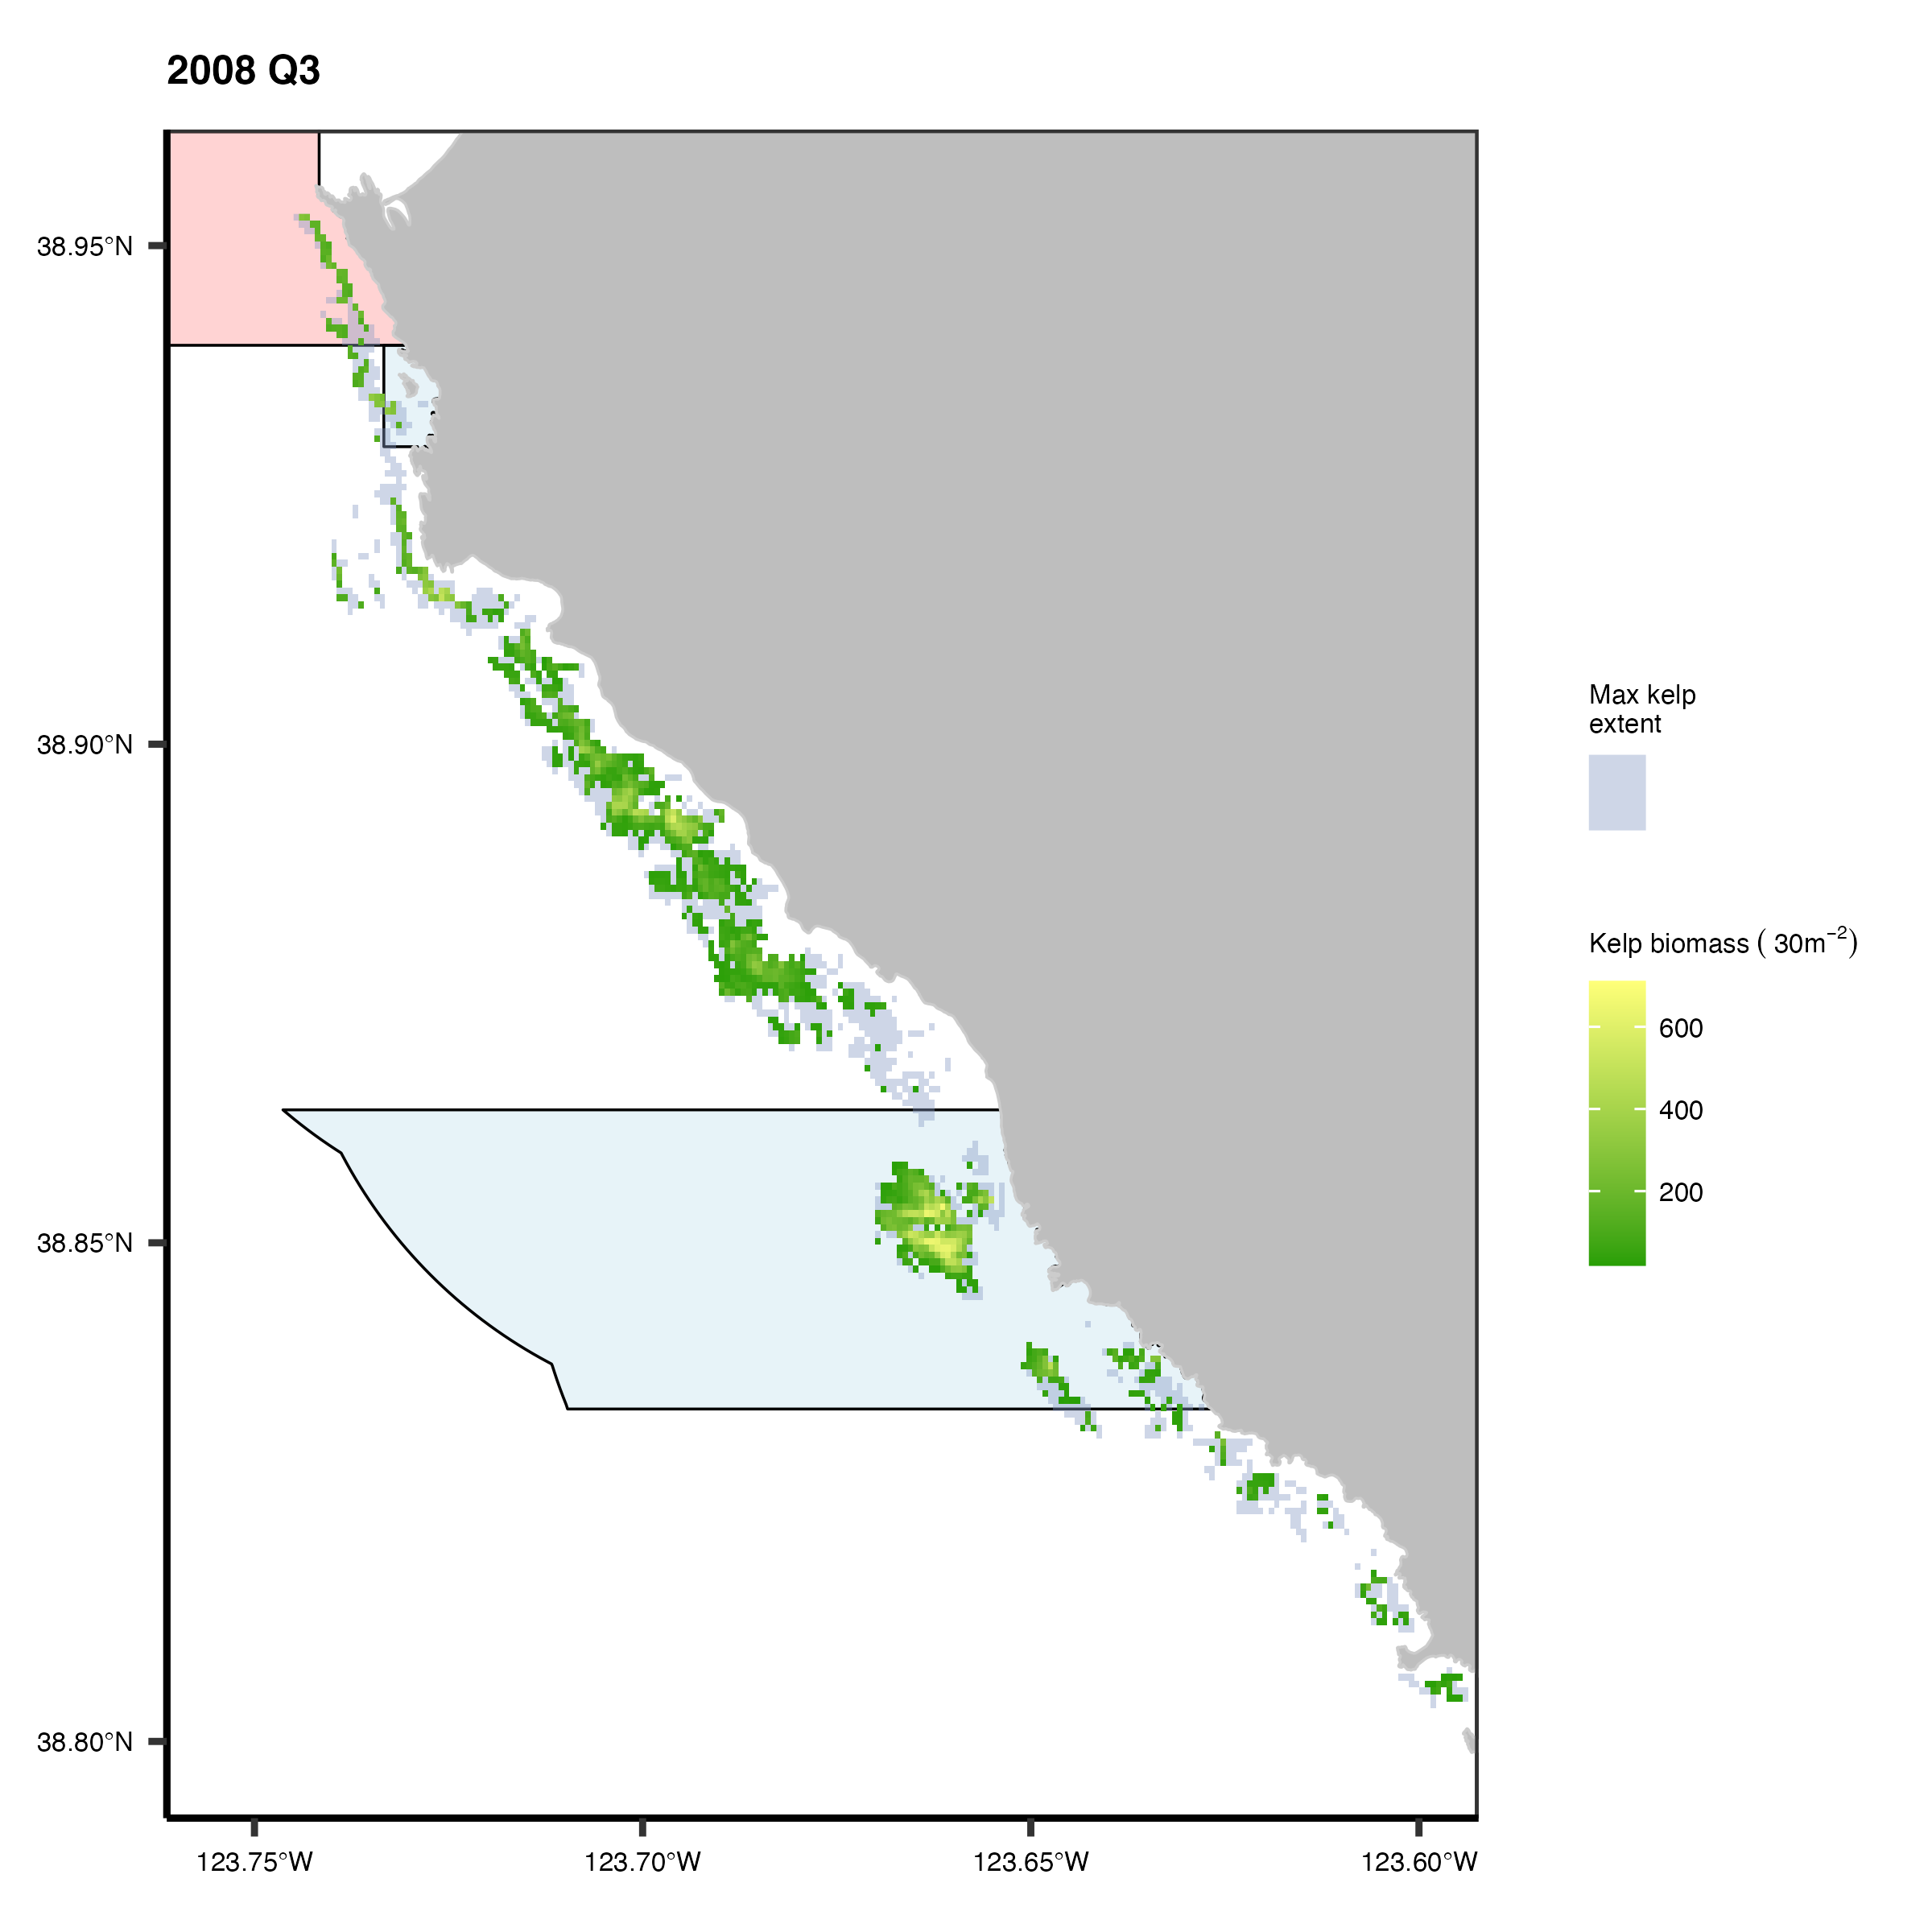 2008 Q3
38.95°N
38.90°N
38.85°N
38.80°N
123.75°W
123.70°W
123.65°W
123.60°W
Max kelp
extent
Kelp biomass ( 30m⁻²)
600
400
200